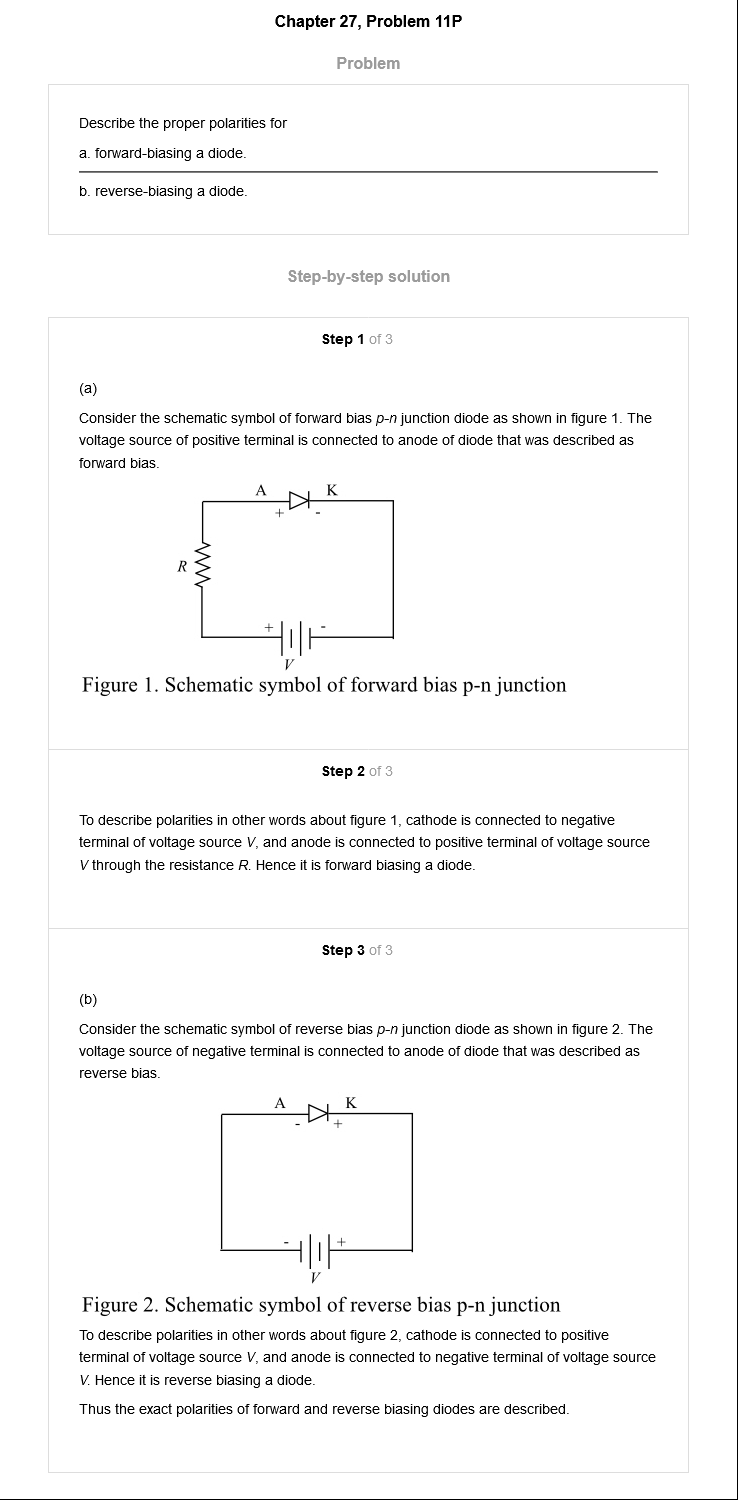 Chapter 27, Problem 11P
Problem
Describe the proper polarities for
a. forward-biasing a diode.
b. reverse-biasing a diode.
Step-by-step solution
Step 1 of 3
(a)
Consider the schematic symbol of forward bias p-n junction diode as shown in figure 1. The
voltage source of positive terminal is connected to anode of diode that was described as
forward bias.
A K
+ -
R
+ -
V
Figure 1. Schematic symbol of forward bias p-n junction
Step 2 of 3
To describe polarities in other words about figure 1, cathode is connected to negative
terminal of voltage source V, and anode is connected to positive terminal of voltage source
V through the resistance R. Hence it is forward biasing a diode.
Step 3 of 3
(b)
Consider the schematic symbol of reverse bias p-n junction diode as shown in figure 2. The
voltage source of negative terminal is connected to anode of diode that was described as
reverse bias.
A K
- +
- +
V
Figure 2. Schematic symbol of reverse bias p-n junction
To describe polarities in other words about figure 2, cathode is connected to positive
terminal of voltage source V, and anode is connected to negative terminal of voltage source
V. Hence it is reverse biasing a diode.
Thus the exact polarities of forward and reverse biasing diodes are described.